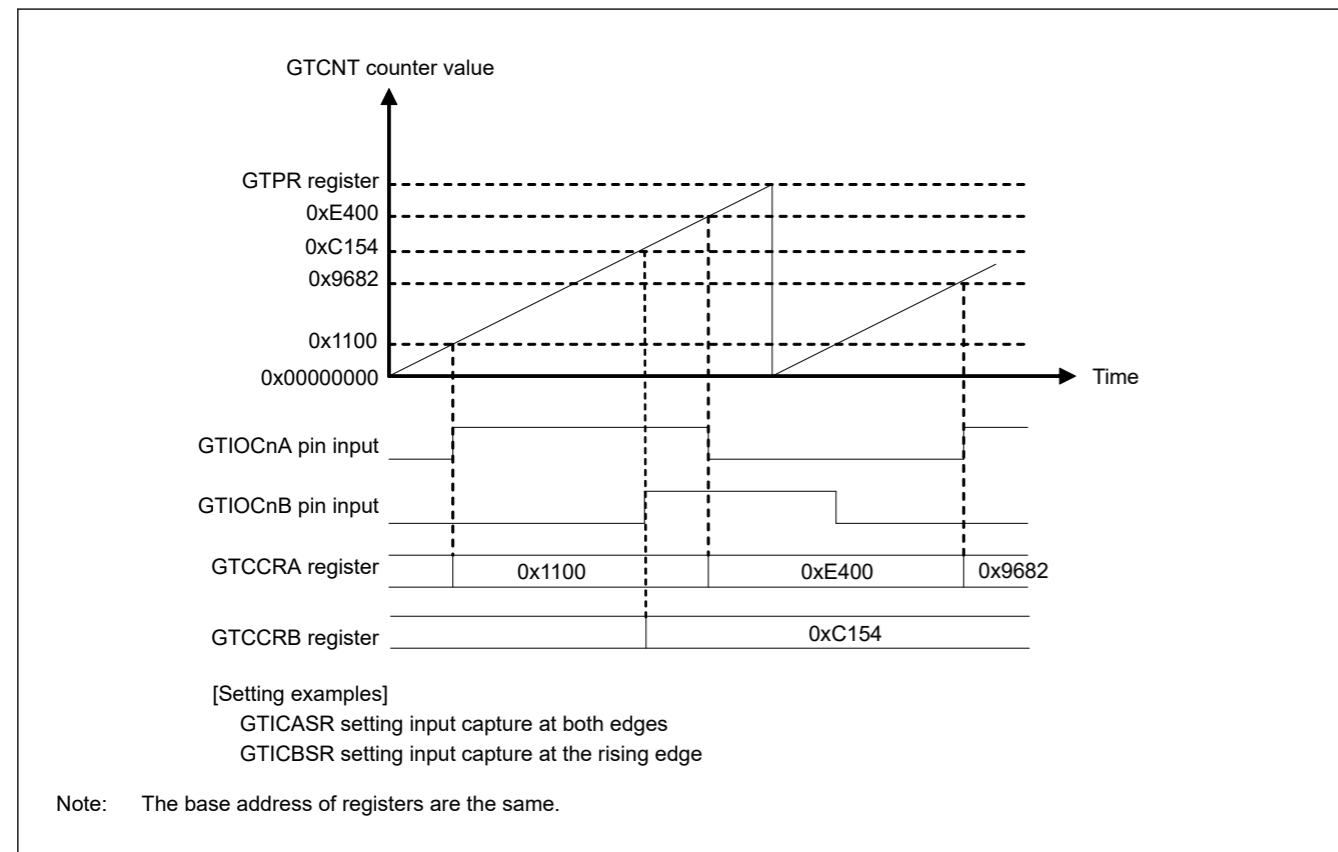 GTCNT counter value
GTPR register
0xE400
0xC154
0x9682
0x1100
0x00000000
Time
GTIOCnA pin input
GTIOCnB pin input
GTCCRA register 0x1100 0xE400 0x9682
GTCCRB register 0xC154
[Setting examples]
GTICASR setting input capture at both edges
GTICBSR setting input capture at the rising edge
Note: The base address of registers are the same.